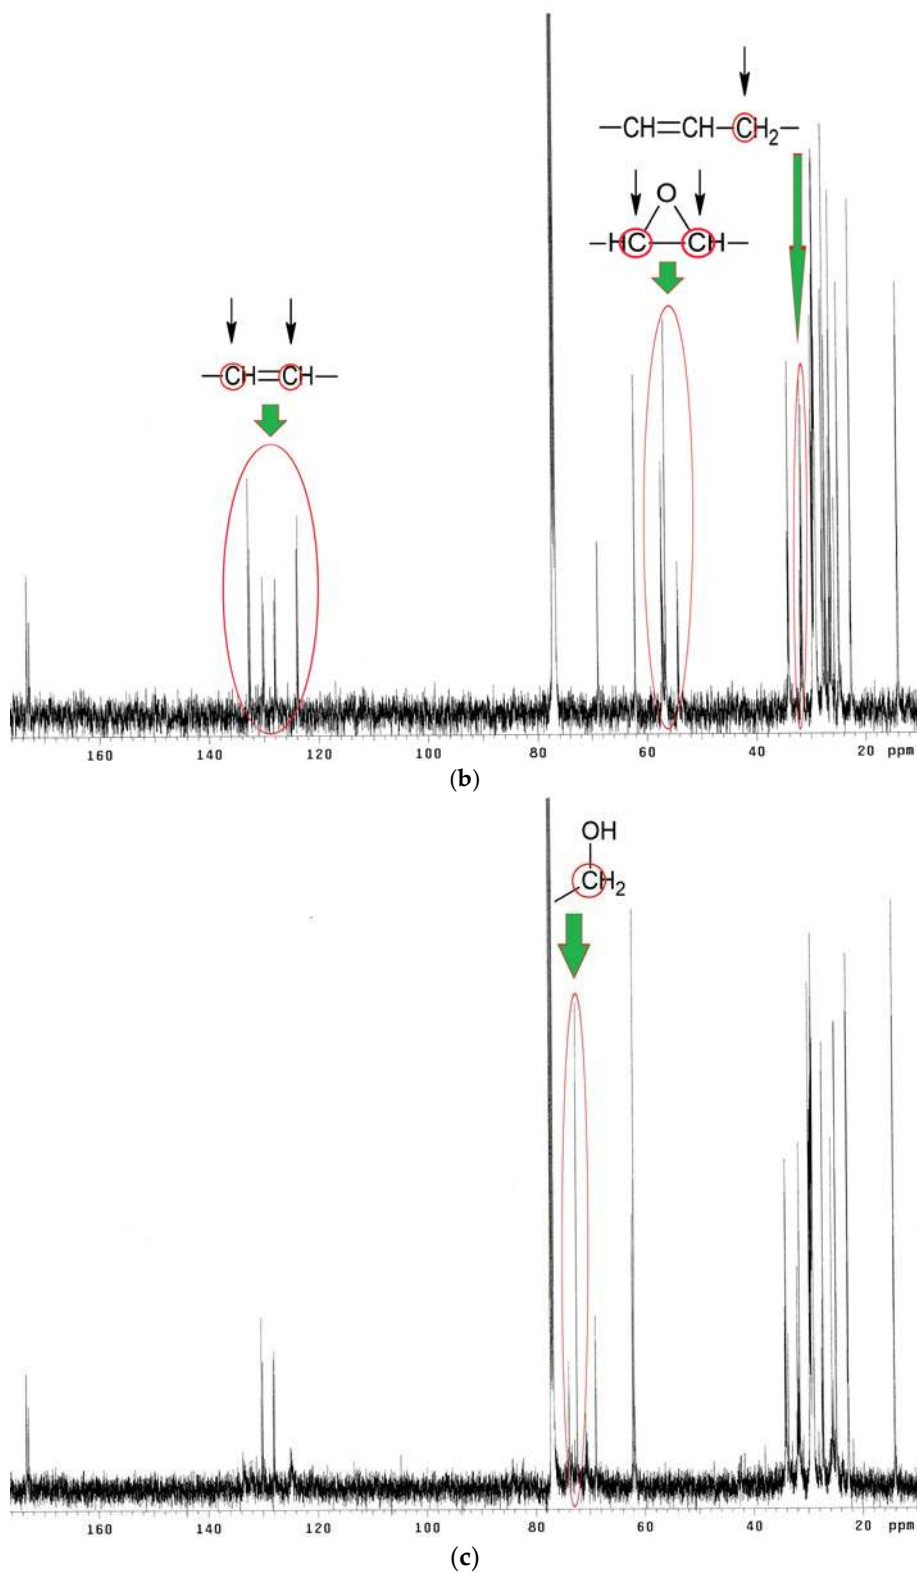 —CH=CH—CH₂—
O
—HC—CH—
—CH=CH—
160 140 120 100 80 60 40 20 ppm
(b)
OH
CH₂
160 140 120 100 80 60 40 20 ppm
(c)